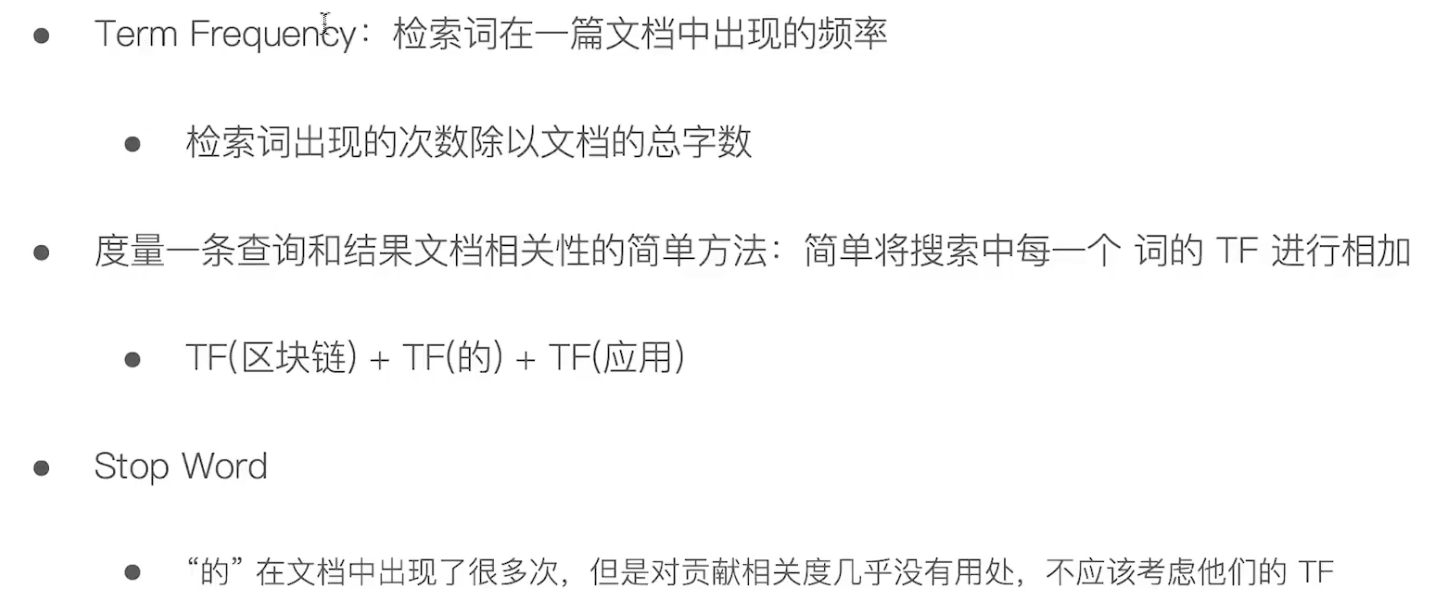 Term Frequency：检索词在一篇文档中出现的频率
检索词出现的次数除以文档的总字数
度量一条查询和结果文档相关性的简单方法：简单将搜索中每一个 词的 TF 进行相加
TF(区块链) + TF(的) + TF(应用)
Stop Word
“的” 在文档中出现了很多次，但是对贡献相关度几乎没有用处，不应该考虑他们的 TF